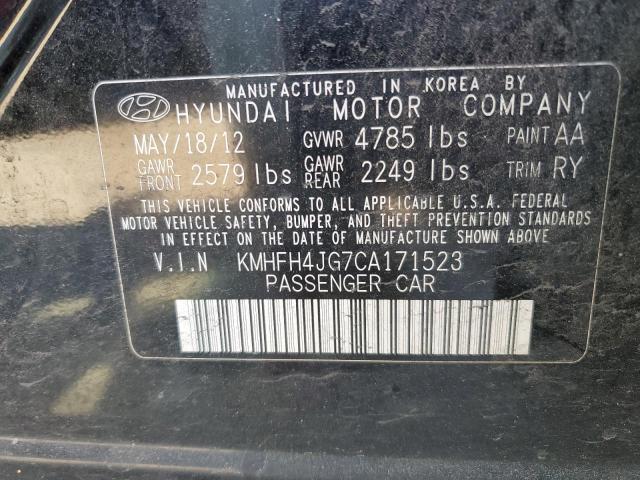 MANUFACTURED IN KOREA BY
HYUNDAI MOTOR COMPANY
MAY/18/12 GVWR 4785 lbs PAINT AA
GAWR FRONT 2579 lbs GAWR REAR 2249 lbs TRIM RY
THIS VEHICLE CONFORMS TO ALL APPLICABLE U.S.A. FEDERAL
MOTOR VEHICLE SAFETY, BUMPER, AND THEFT PREVENTION STANDARDS
IN EFFECT ON THE DATE OF MANUFACTURE SHOWN ABOVE.
V.I.N KMHFH4JG7CA171523
PASSENGER CAR